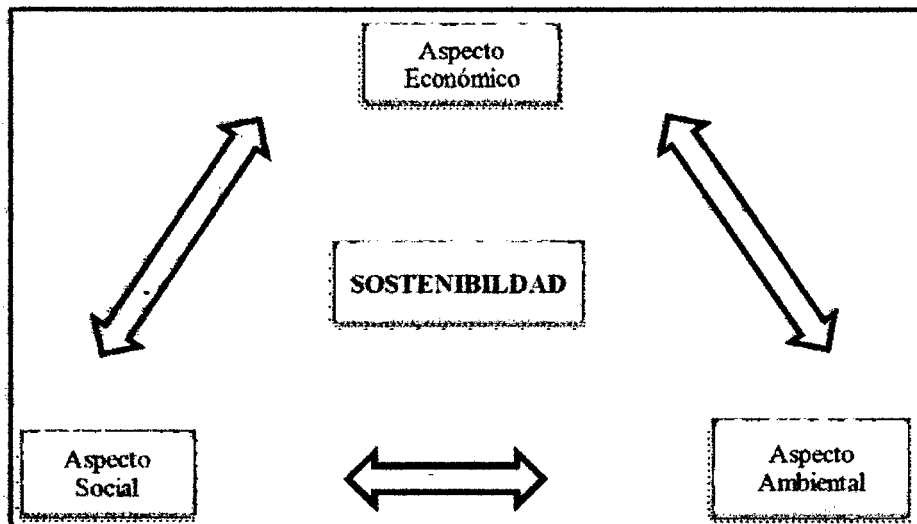 Aspecto
Económico
SOSTENIBILDAD
Aspecto
Social
Aspecto
Ambiental